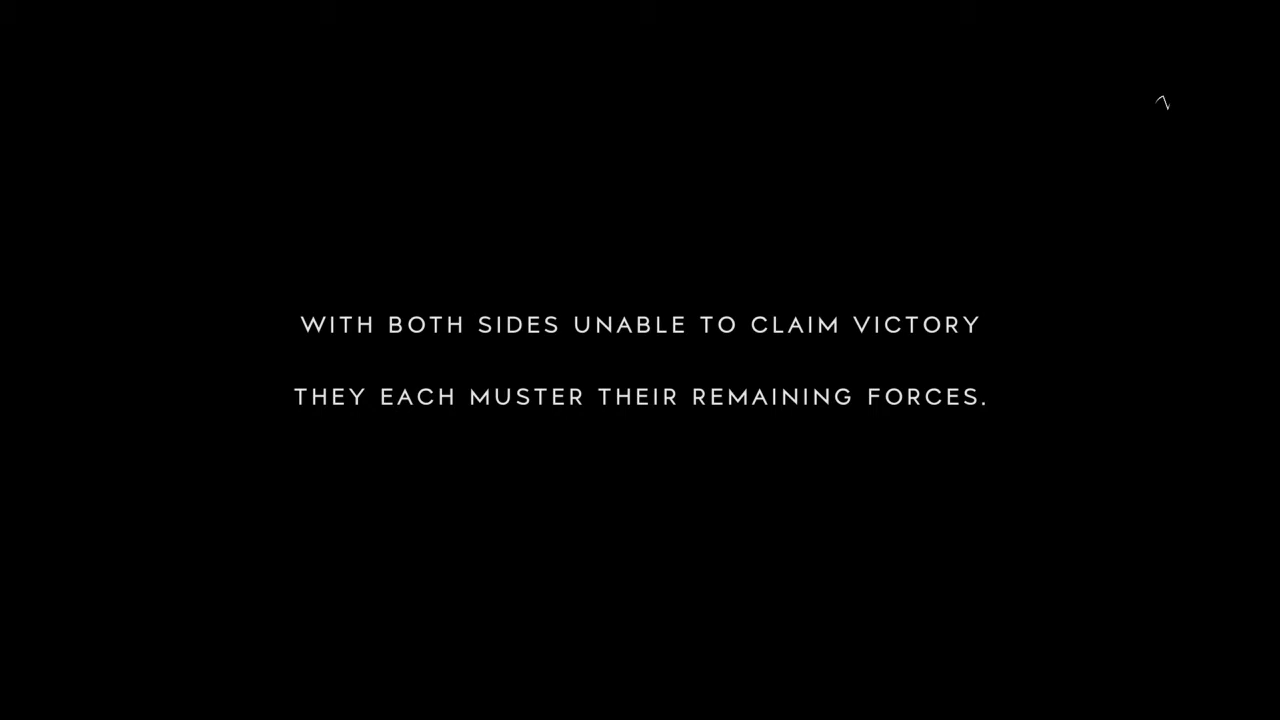 WITH BOTH SIDES UNABLE TO CLAIM VICTORY
THEY EACH MUSTER THEIR REMAINING FORCES.